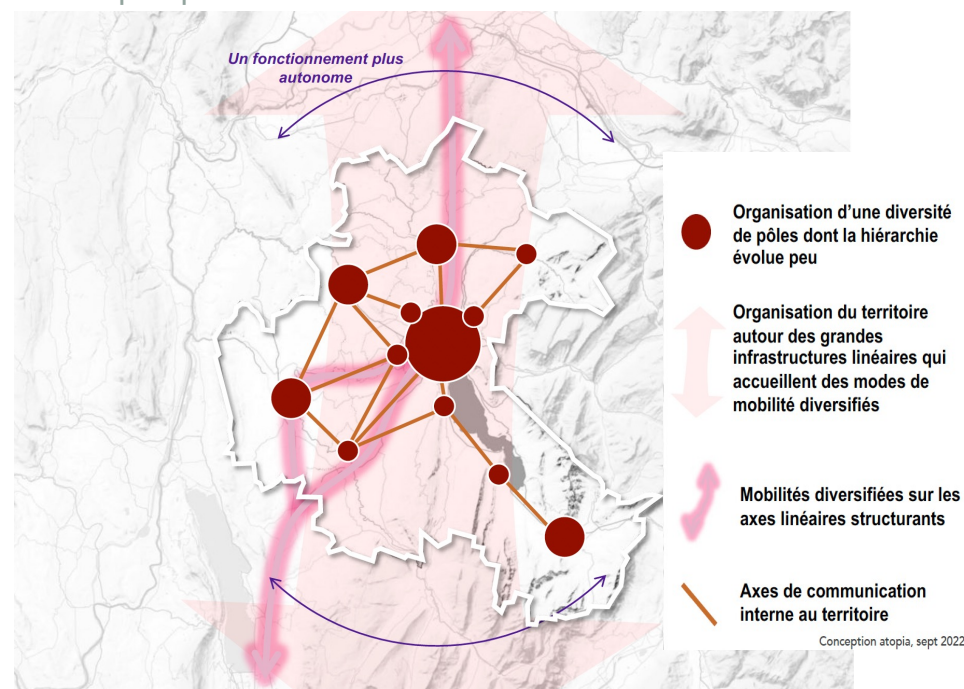 Un fonctionnement plus
autonome
Organisation d'une diversité
de pôles dont la hiérarchie
évolue peu
Organisation du territoire
autour des grandes
infrastructures linéaires qui
accueillent des modes de
mobilité diversifiés
Mobilités diversifiées sur les
axes linéaires structurants
Axes de communication
interne au territoire
Conception atopia, sept 2022